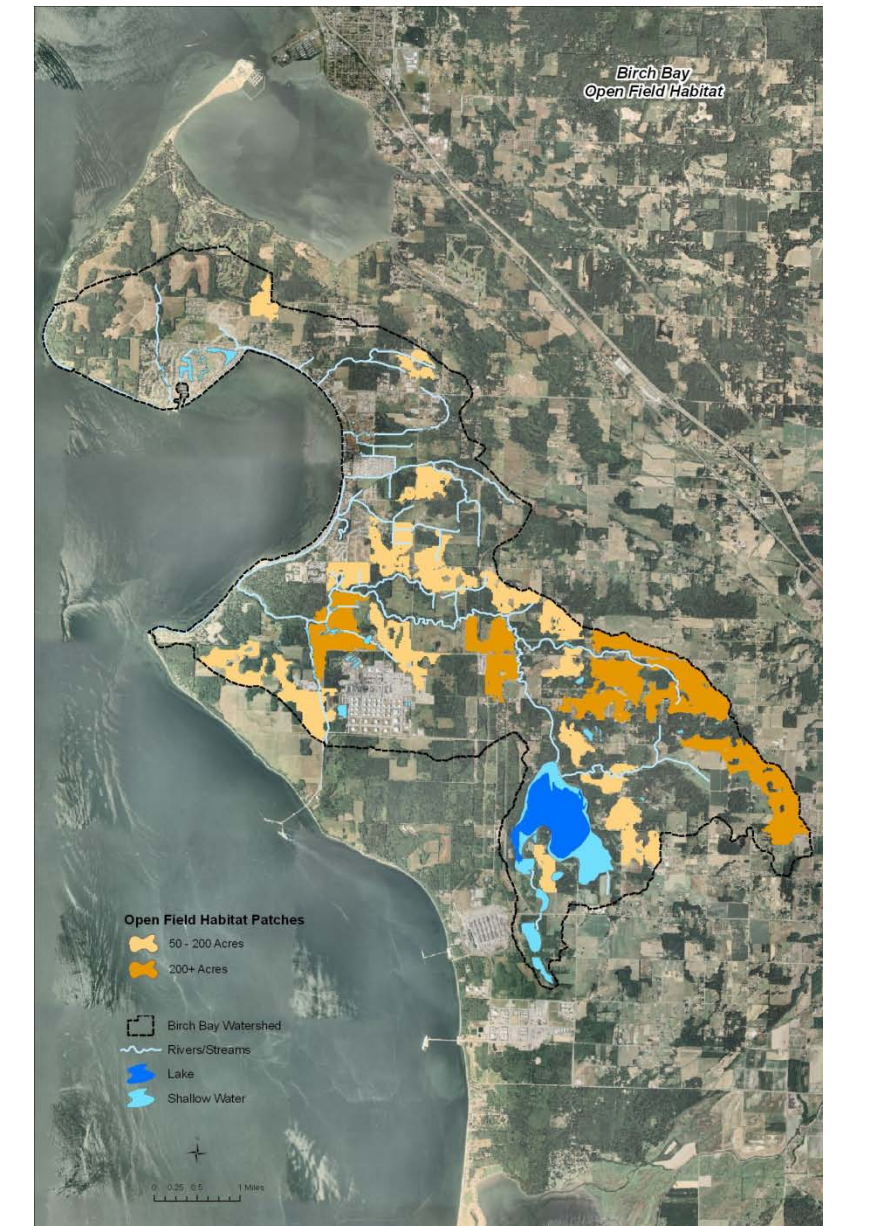 Birch Bay
Open Field Habitat
Open Field Habitat Patches
50 - 200 Acres
200+ Acres
Birch Bay Watershed
Rivers/Streams
Lake
Shallow Water
0 0.25 0.5 1 Miles